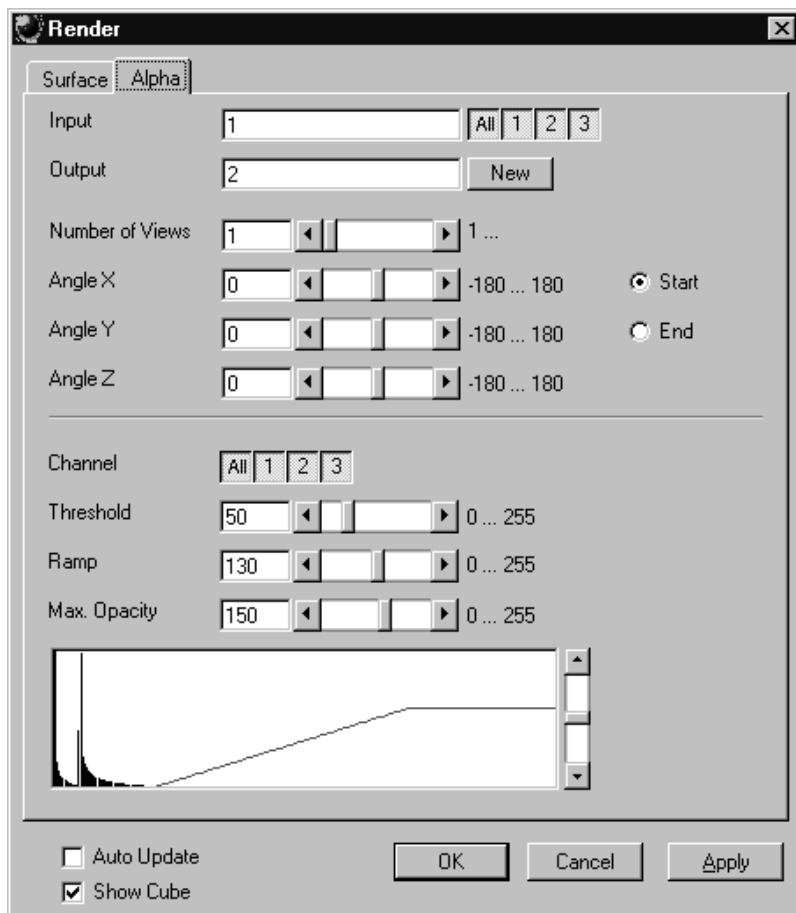 Render
Surface Alpha
Input 1 All 1 2 3
Output 2 New
Number of Views 1 1 ...
Angle X 0 -180 ... 180 Start
Angle Y 0 -180 ... 180 End
Angle Z 0 -180 ... 180
Channel All 1 2 3
Threshold 50 0 ... 255
Ramp 130 0 ... 255
Max. Opacity 150 0 ... 255
Auto Update OK Cancel Apply
Show Cube